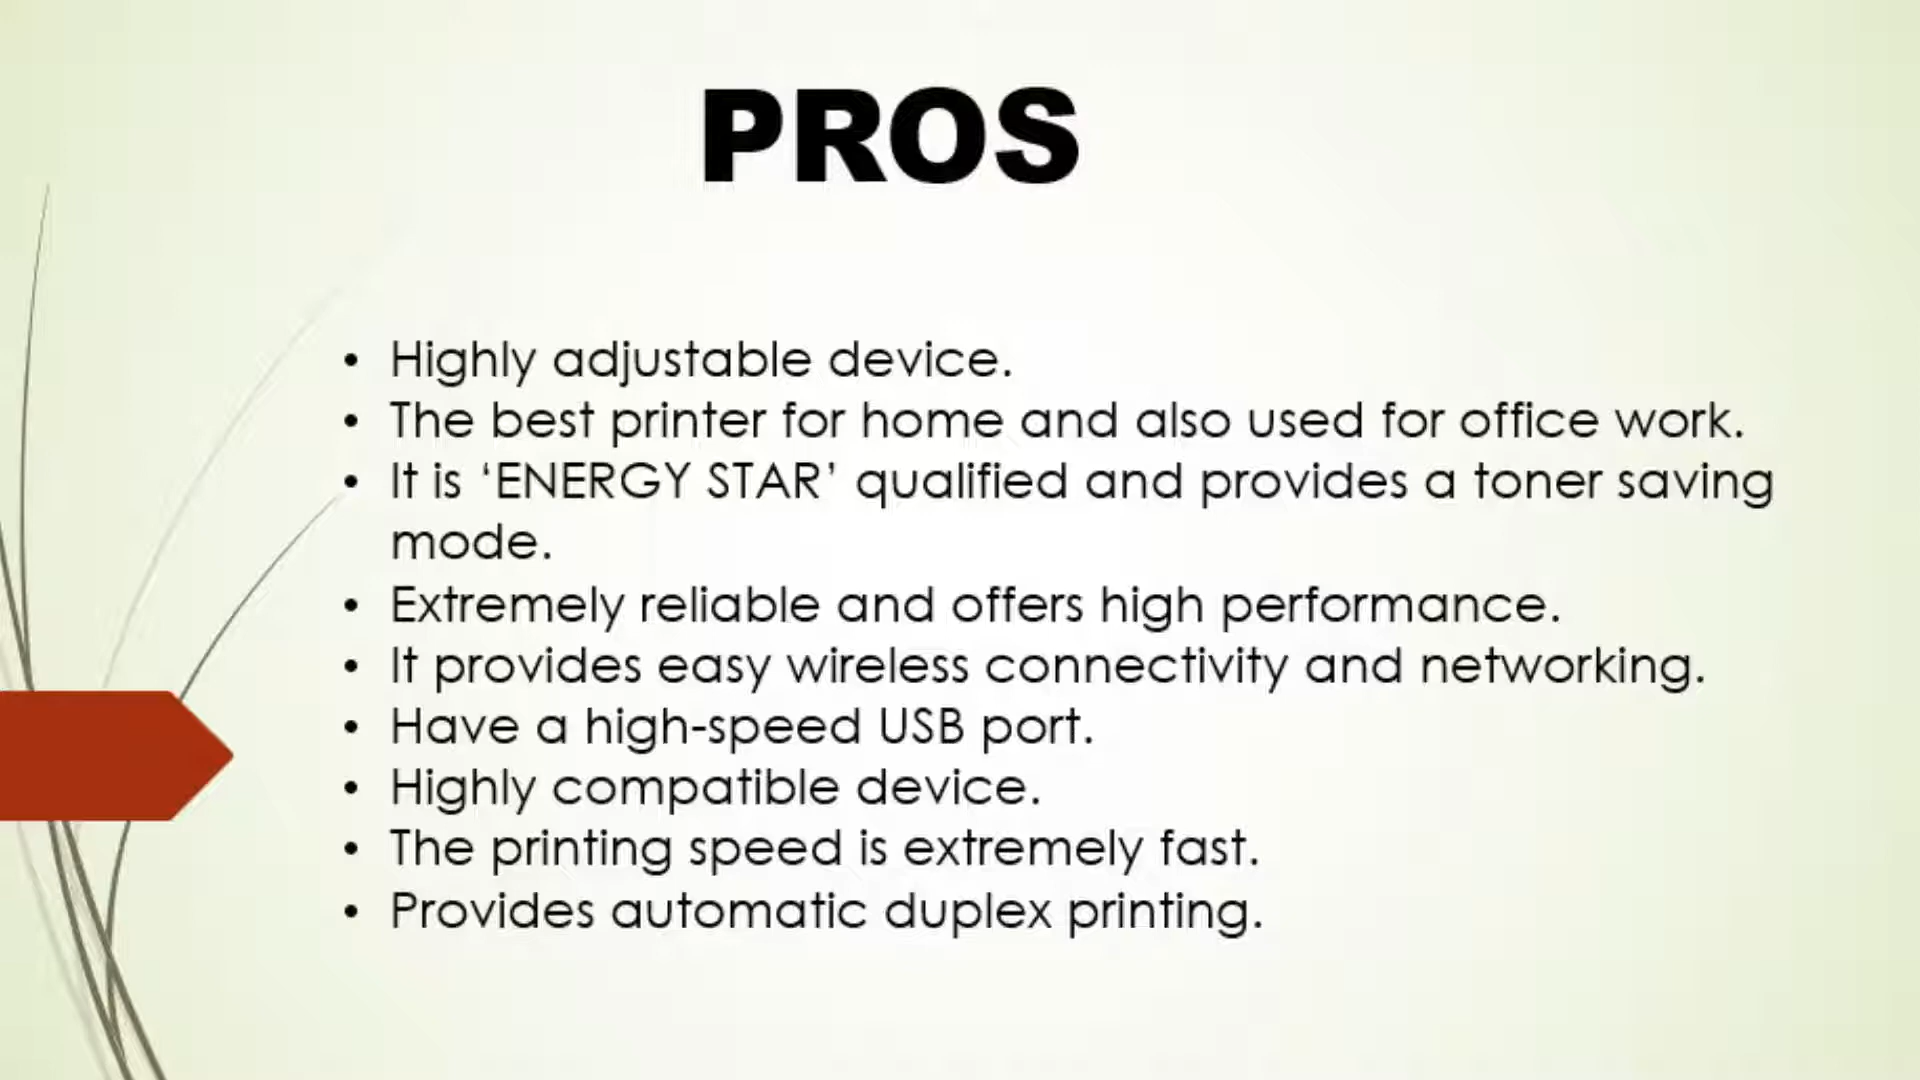 PROS
• Highly adjustable device.
• The best printer for home and also used for office work.
• It is ‘ENERGY STAR’ qualified and provides a toner saving
mode.
• Extremely reliable and offers high performance.
• It provides easy wireless connectivity and networking.
• Have a high-speed USB port.
• Highly compatible device.
• The printing speed is extremely fast.
• Provides automatic duplex printing.